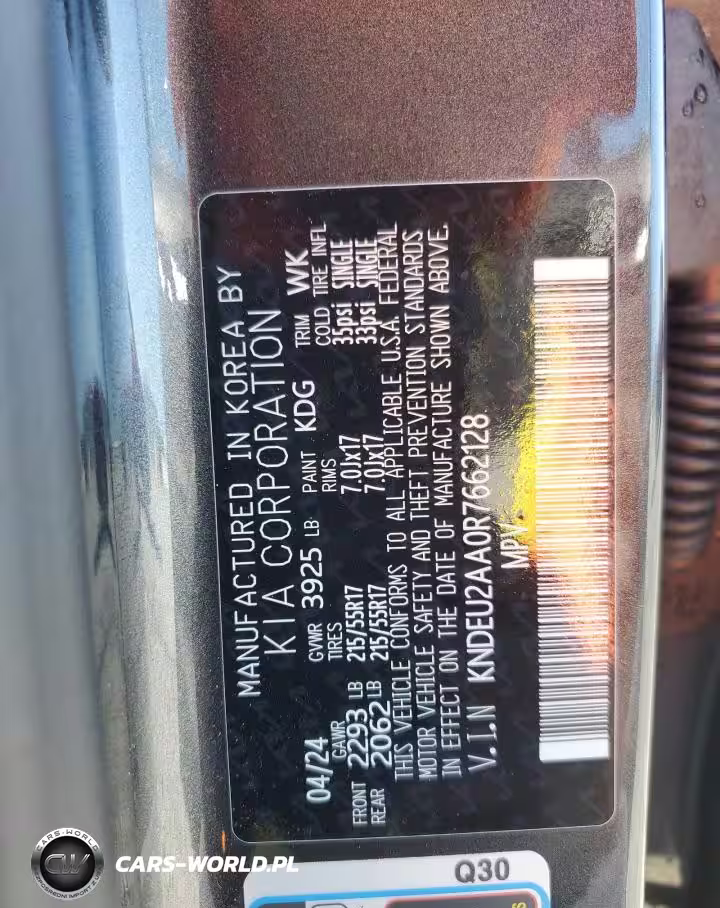 MANUFACTURED IN KOREA BY
KIA CORPORATION
04/24 GVWR 3925 LB PAINT KDG TRIM WK
GAWR TIRES RIMS COLD TIRE INFL
FRONT 2293 LB 215/55R17 7.0Jx17 35psi SINGLE
REAR 2062 LB 215/55R17 7.0Jx17 33psi SINGLE
THIS VEHICLE CONFORMS TO ALL APPLICABLE U.S.A. FEDERAL
MOTOR VEHICLE SAFETY AND THEFT PREVENTION STANDARDS
IN EFFECT ON THE DATE OF MANUFACTURE SHOWN ABOVE.
V.I.N KNDEU2AA0R7662128
MPV
Q30
CARS-WORLD
CW
CARS-WORLD.PL